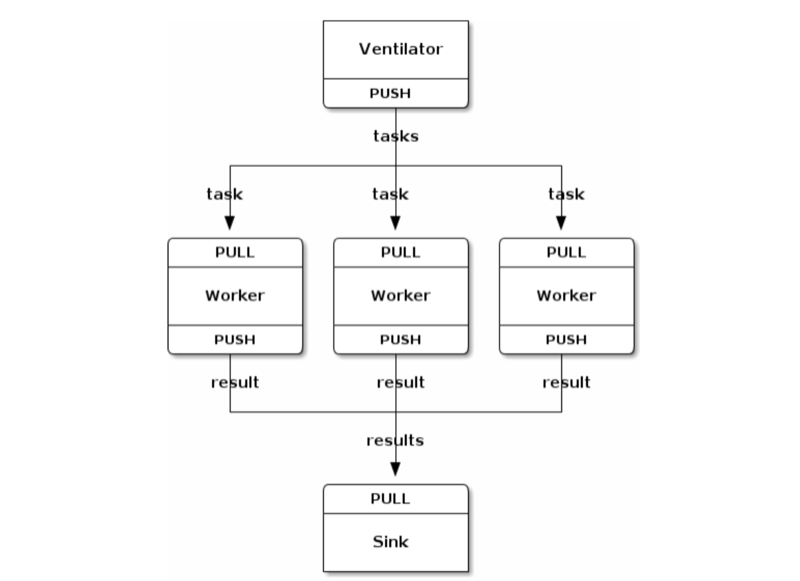 Ventilator
PUSH
tasks
task task task
PULL PULL PULL
Worker Worker Worker
PUSH PUSH PUSH
result result result
results
PULL
Sink